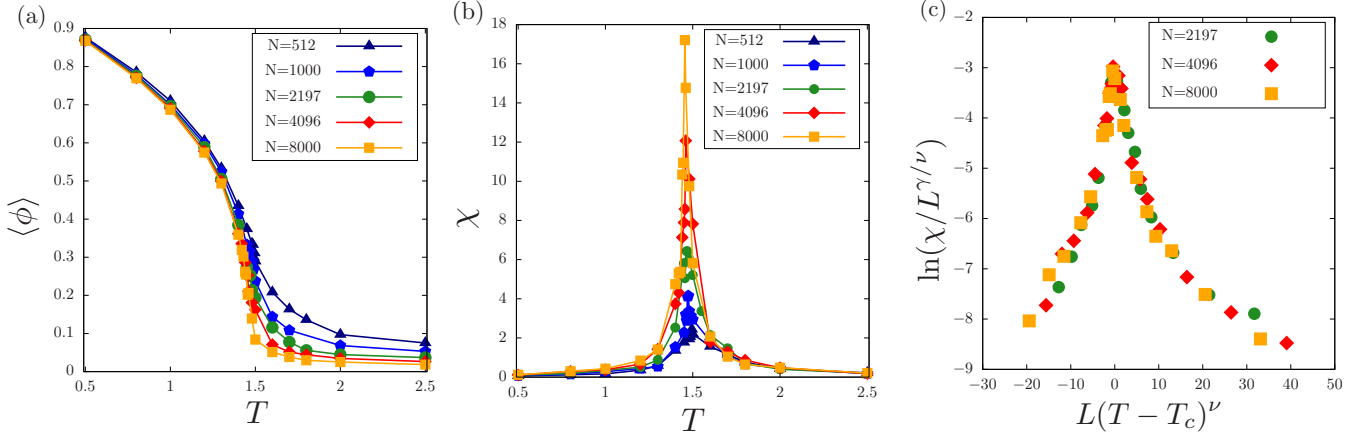 (a)
⟨ϕ⟩
0.9
0.8
0.7
0.6
0.5
0.4
0.3
0.2
0.1
0
0.5 1 1.5 2 2.5
T
N=512
N=1000
N=2197
N=4096
N=8000
(b)
χ
18
16
14
12
10
8
6
4
2
0
0.5 1 1.5 2 2.5
T
N=512
N=1000
N=2197
N=4096
N=8000
(c)
ln(χ/L^{γ/ν})
−2
−3
−4
−5
−6
−7
−8
−9
−30 −20 −10 0 10 20 30 40 50
L(T − T_c)^ν
N=2197
N=4096
N=8000